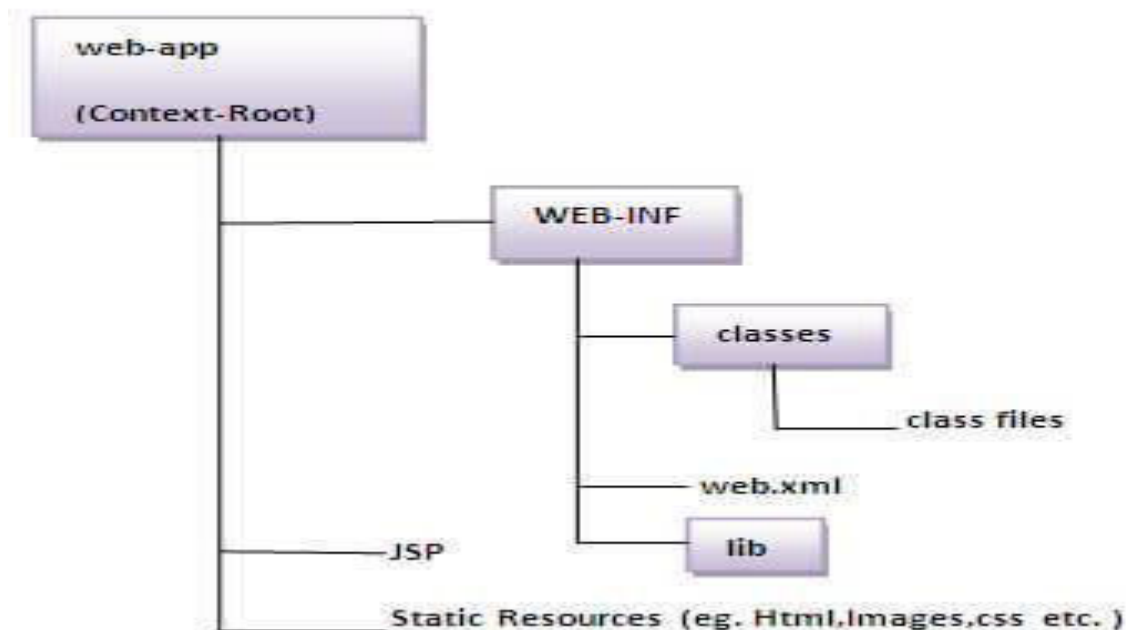 web-app
(Context-Root)
WEB-INF
classes
class files
web.xml
lib
JSP
Static Resources (eg. Html,Images,css etc. )